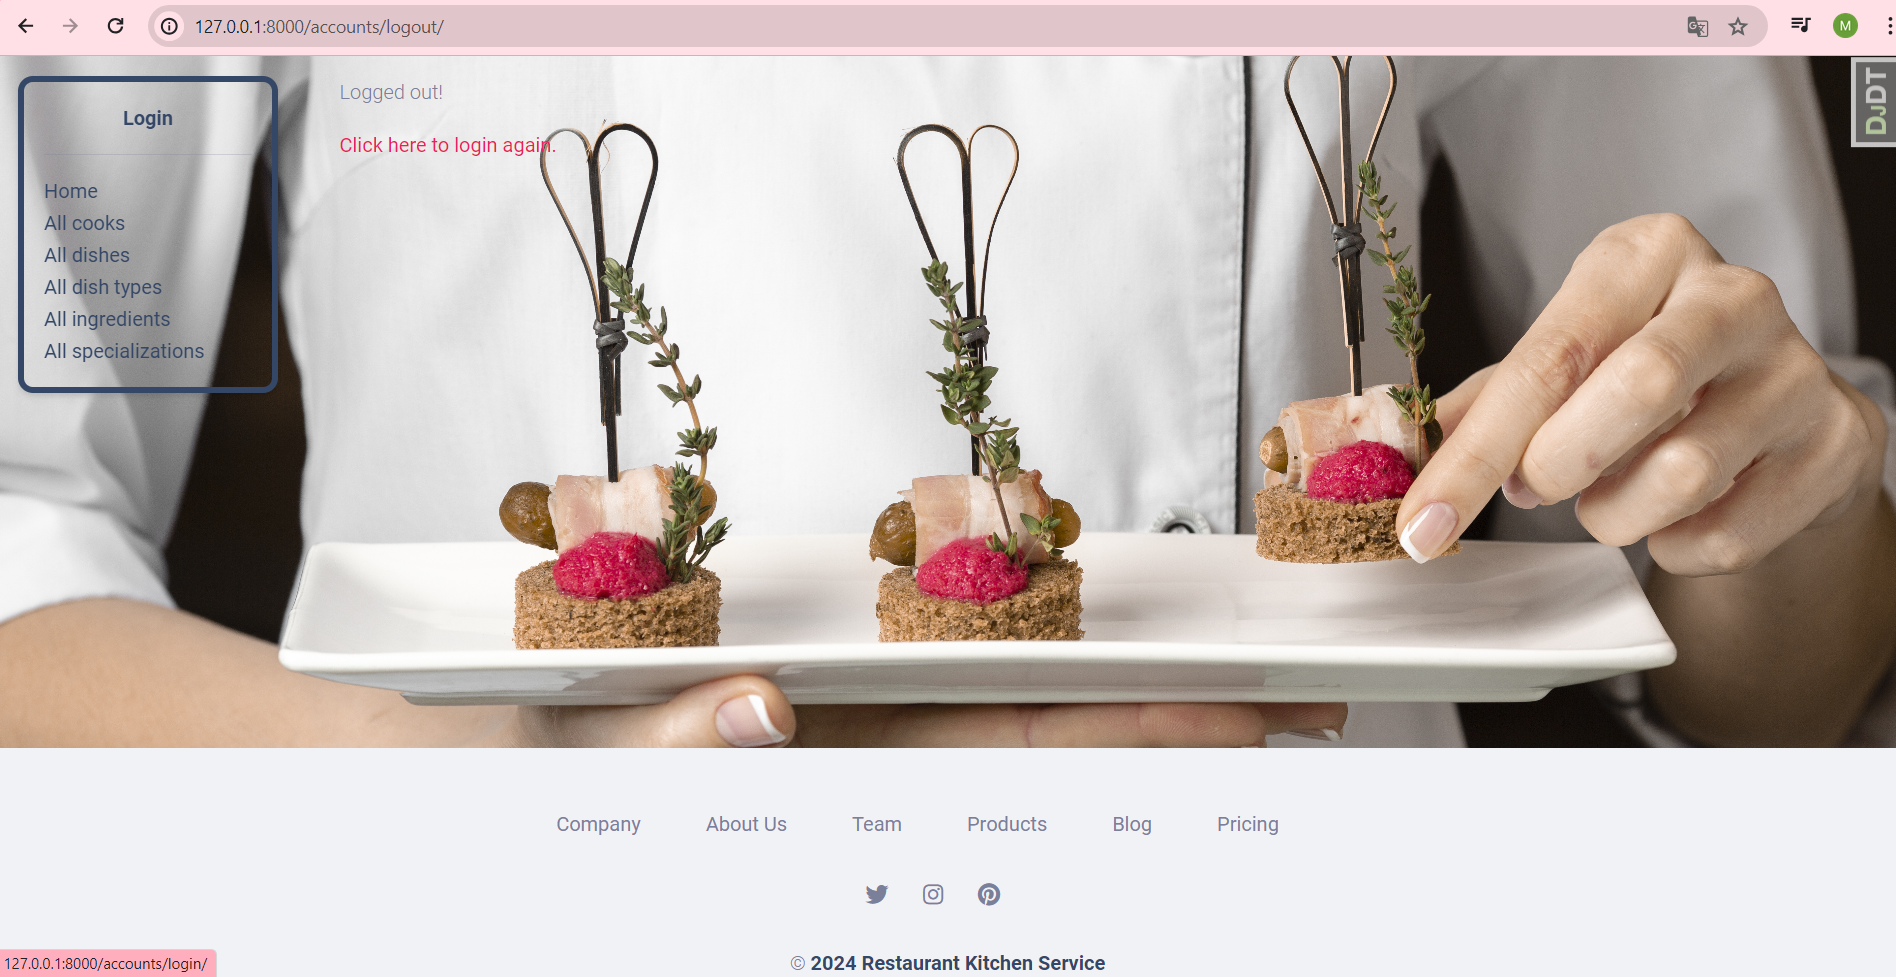 127.0.0.1:8000/accounts/logout/
M
Login
Home
All cooks
All dishes
All dish types
All ingredients
All specializations
Logged out!
Click here to login again.
DJDT
Company About Us Team Products Blog Pricing
127.0.0.1:8000/accounts/login/
© 2024 Restaurant Kitchen Service